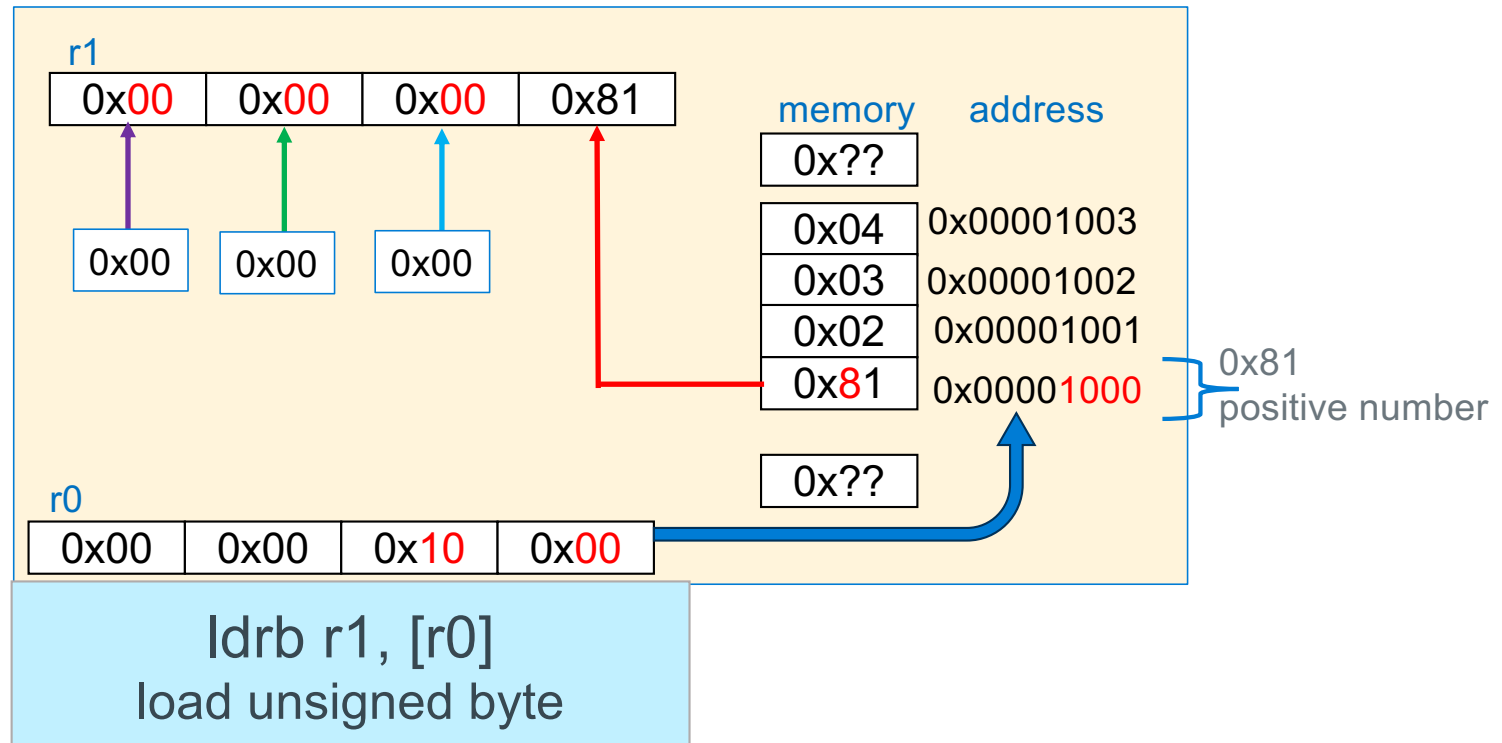 r1
0x00 0x00 0x00 0x81
0x00 0x00 0x00
memory address
0x??
0x04 0x00001003
0x03 0x00001002
0x02 0x00001001
0x81 0x00001000
0x81
positive number
0x??
r0
0x00 0x00 0x10 0x00
ldrb r1, [r0]
load unsigned byte